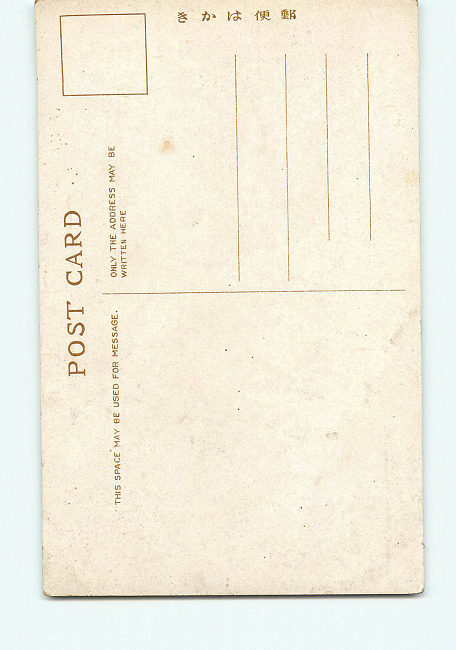 郵便はかき
POST CARD
ONLY THE ADDRESS MAY BE
WRITTEN HERE
THIS SPACE MAY BE USED FOR MESSAGE.